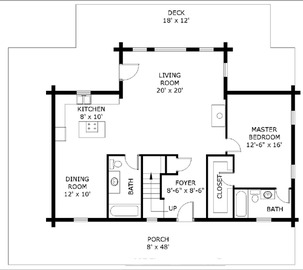 DECK
18' x 12'
LIVING
ROOM
20' x 20'
KITCHEN
8' x 10'
MASTER
BEDROOM
12'-6" x 16'
DINING
ROOM
12' x 10'
BATH
FOYER
8'-6" x 8'-6"
UP
CLOSET
BATH
PORCH
8' x 48'